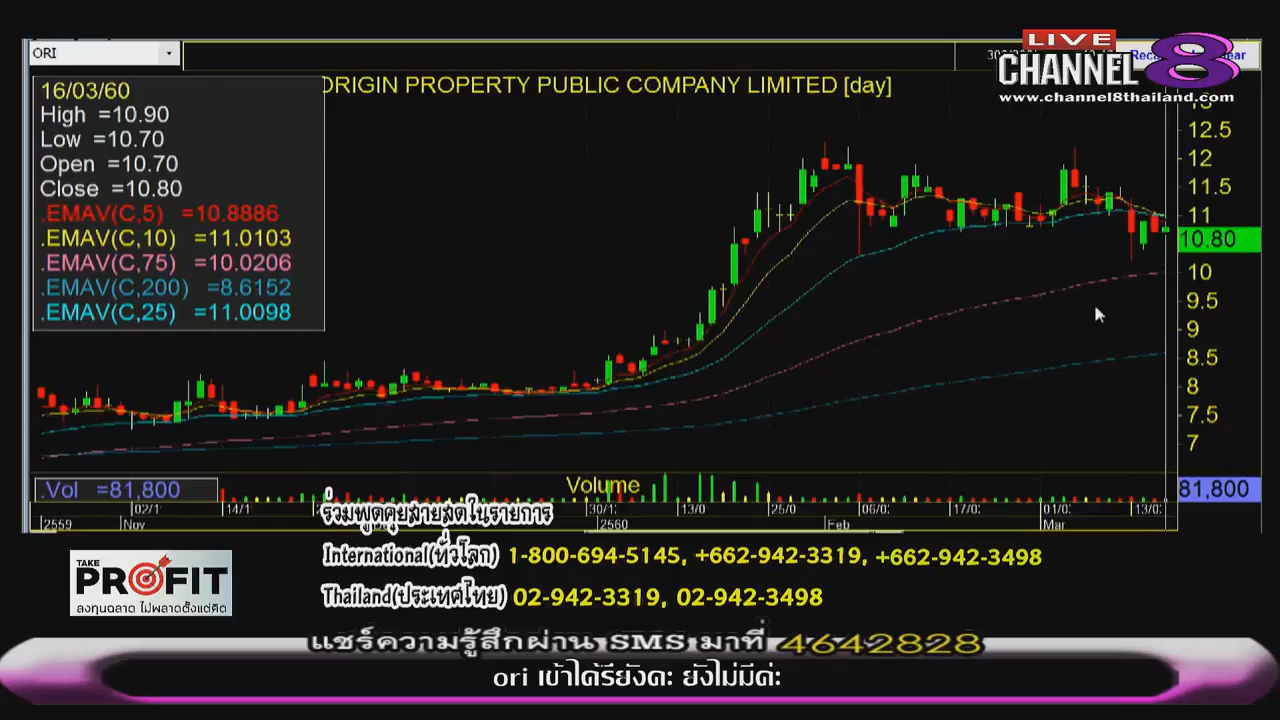 ORI
LIVE
CHANNEL 8
www.channel8thailand.com
ORIGIN PROPERTY PUBLIC COMPANY LIMITED [day]
16/03/60
High =10.90
Low =10.70
Open =10.70
Close =10.80
.EMAV(C,5) =10.8886
.EMAV(C,10) =11.0103
.EMAV(C,75) =10.0206
.EMAV(C,200) =8.6152
.EMAV(C,25) =11.0098
13
12.5
12
11.5
11
10.80
10
9.5
9
8.5
8
7.5
7
.Vol =81,800
Volume
81,800
02/1 14/1 30/1 13/0 25/0 06/0 17/0 01/0 13/0
2559 Nov 2560 Feb Mar
ร่วมพูดคุยสายสดในรายการ
International(ทั่วโลก) 1-800-694-5145, +662-942-3319, +662-942-3498
Thailand(ประเทศไทย) 02-942-3319, 02-942-3498
TAKE
PROFIT
ลงทุนฉลาด ไม่พลาดตั้งแต่คิด
แชร์ความรู้สึกผ่าน SMS มาที่ 4642828
ori เข้าได้รึยังคะ ยังไม่มีค่ะ